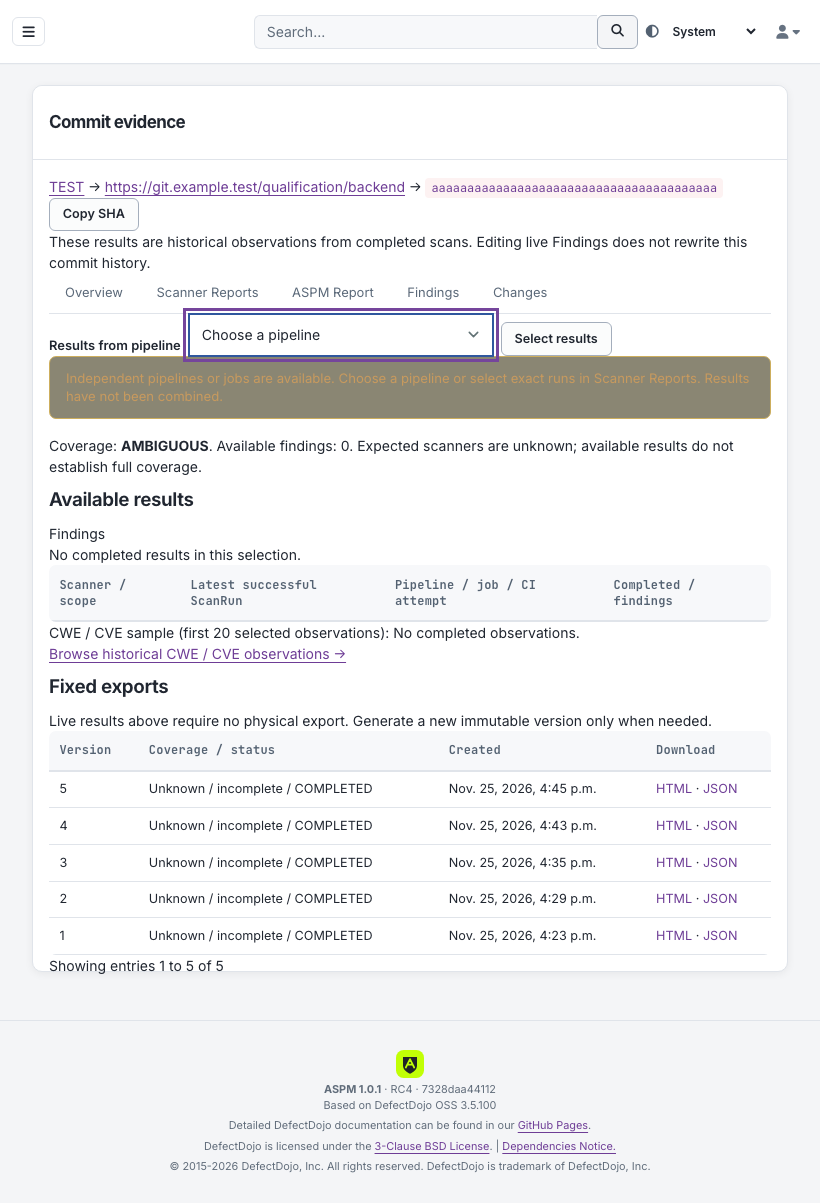 Search...
System
Commit evidence
TEST → https://git.example.test/qualification/backend → aaaaaaaaaaaaaaaaaaaaaaaaaaaaaaaaaaaaaaaa
Copy SHA
These results are historical observations from completed scans. Editing live Findings does not rewrite this
commit history.
Overview Scanner Reports ASPM Report Findings Changes
Results from pipeline Choose a pipeline Select results
Independent pipelines or jobs are available. Choose a pipeline or select exact runs in Scanner Reports. Results
have not been combined.
Coverage: AMBIGUOUS. Available findings: 0. Expected scanners are unknown; available results do not
establish full coverage.
Available results
Findings
No completed results in this selection.
Scanner / scope Latest successful ScanRun Pipeline / job / CI attempt Completed / findings
CWE / CVE sample (first 20 selected observations): No completed observations.
Browse historical CWE / CVE observations →
Fixed exports
Live results above require no physical export. Generate a new immutable version only when needed.
Version Coverage / status Created Download
5 Unknown / incomplete / COMPLETED Nov. 25, 2026, 4:45 p.m. HTML · JSON
4 Unknown / incomplete / COMPLETED Nov. 25, 2026, 4:43 p.m. HTML · JSON
3 Unknown / incomplete / COMPLETED Nov. 25, 2026, 4:35 p.m. HTML · JSON
2 Unknown / incomplete / COMPLETED Nov. 25, 2026, 4:29 p.m. HTML · JSON
1 Unknown / incomplete / COMPLETED Nov. 25, 2026, 4:23 p.m. HTML · JSON
Showing entries 1 to 5 of 5
ASPM 1.0.1 · RC4 · 7328daa44112
Based on DefectDojo OSS 3.5.100
Detailed DefectDojo documentation can be found in our GitHub Pages.
DefectDojo is licensed under the 3-Clause BSD License. | Dependencies Notice.
© 2015-2026 DefectDojo, Inc. All rights reserved. DefectDojo is trademark of DefectDojo, Inc.